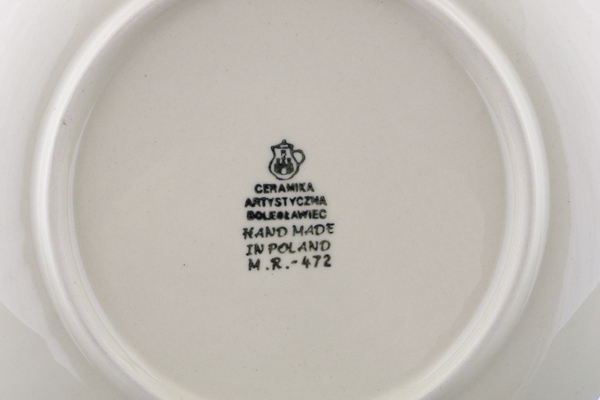 CERAMIKA
ARTYSTYCZNA
BOLESŁAWIEC
HAND MADE
IN POLAND
M.R.-472